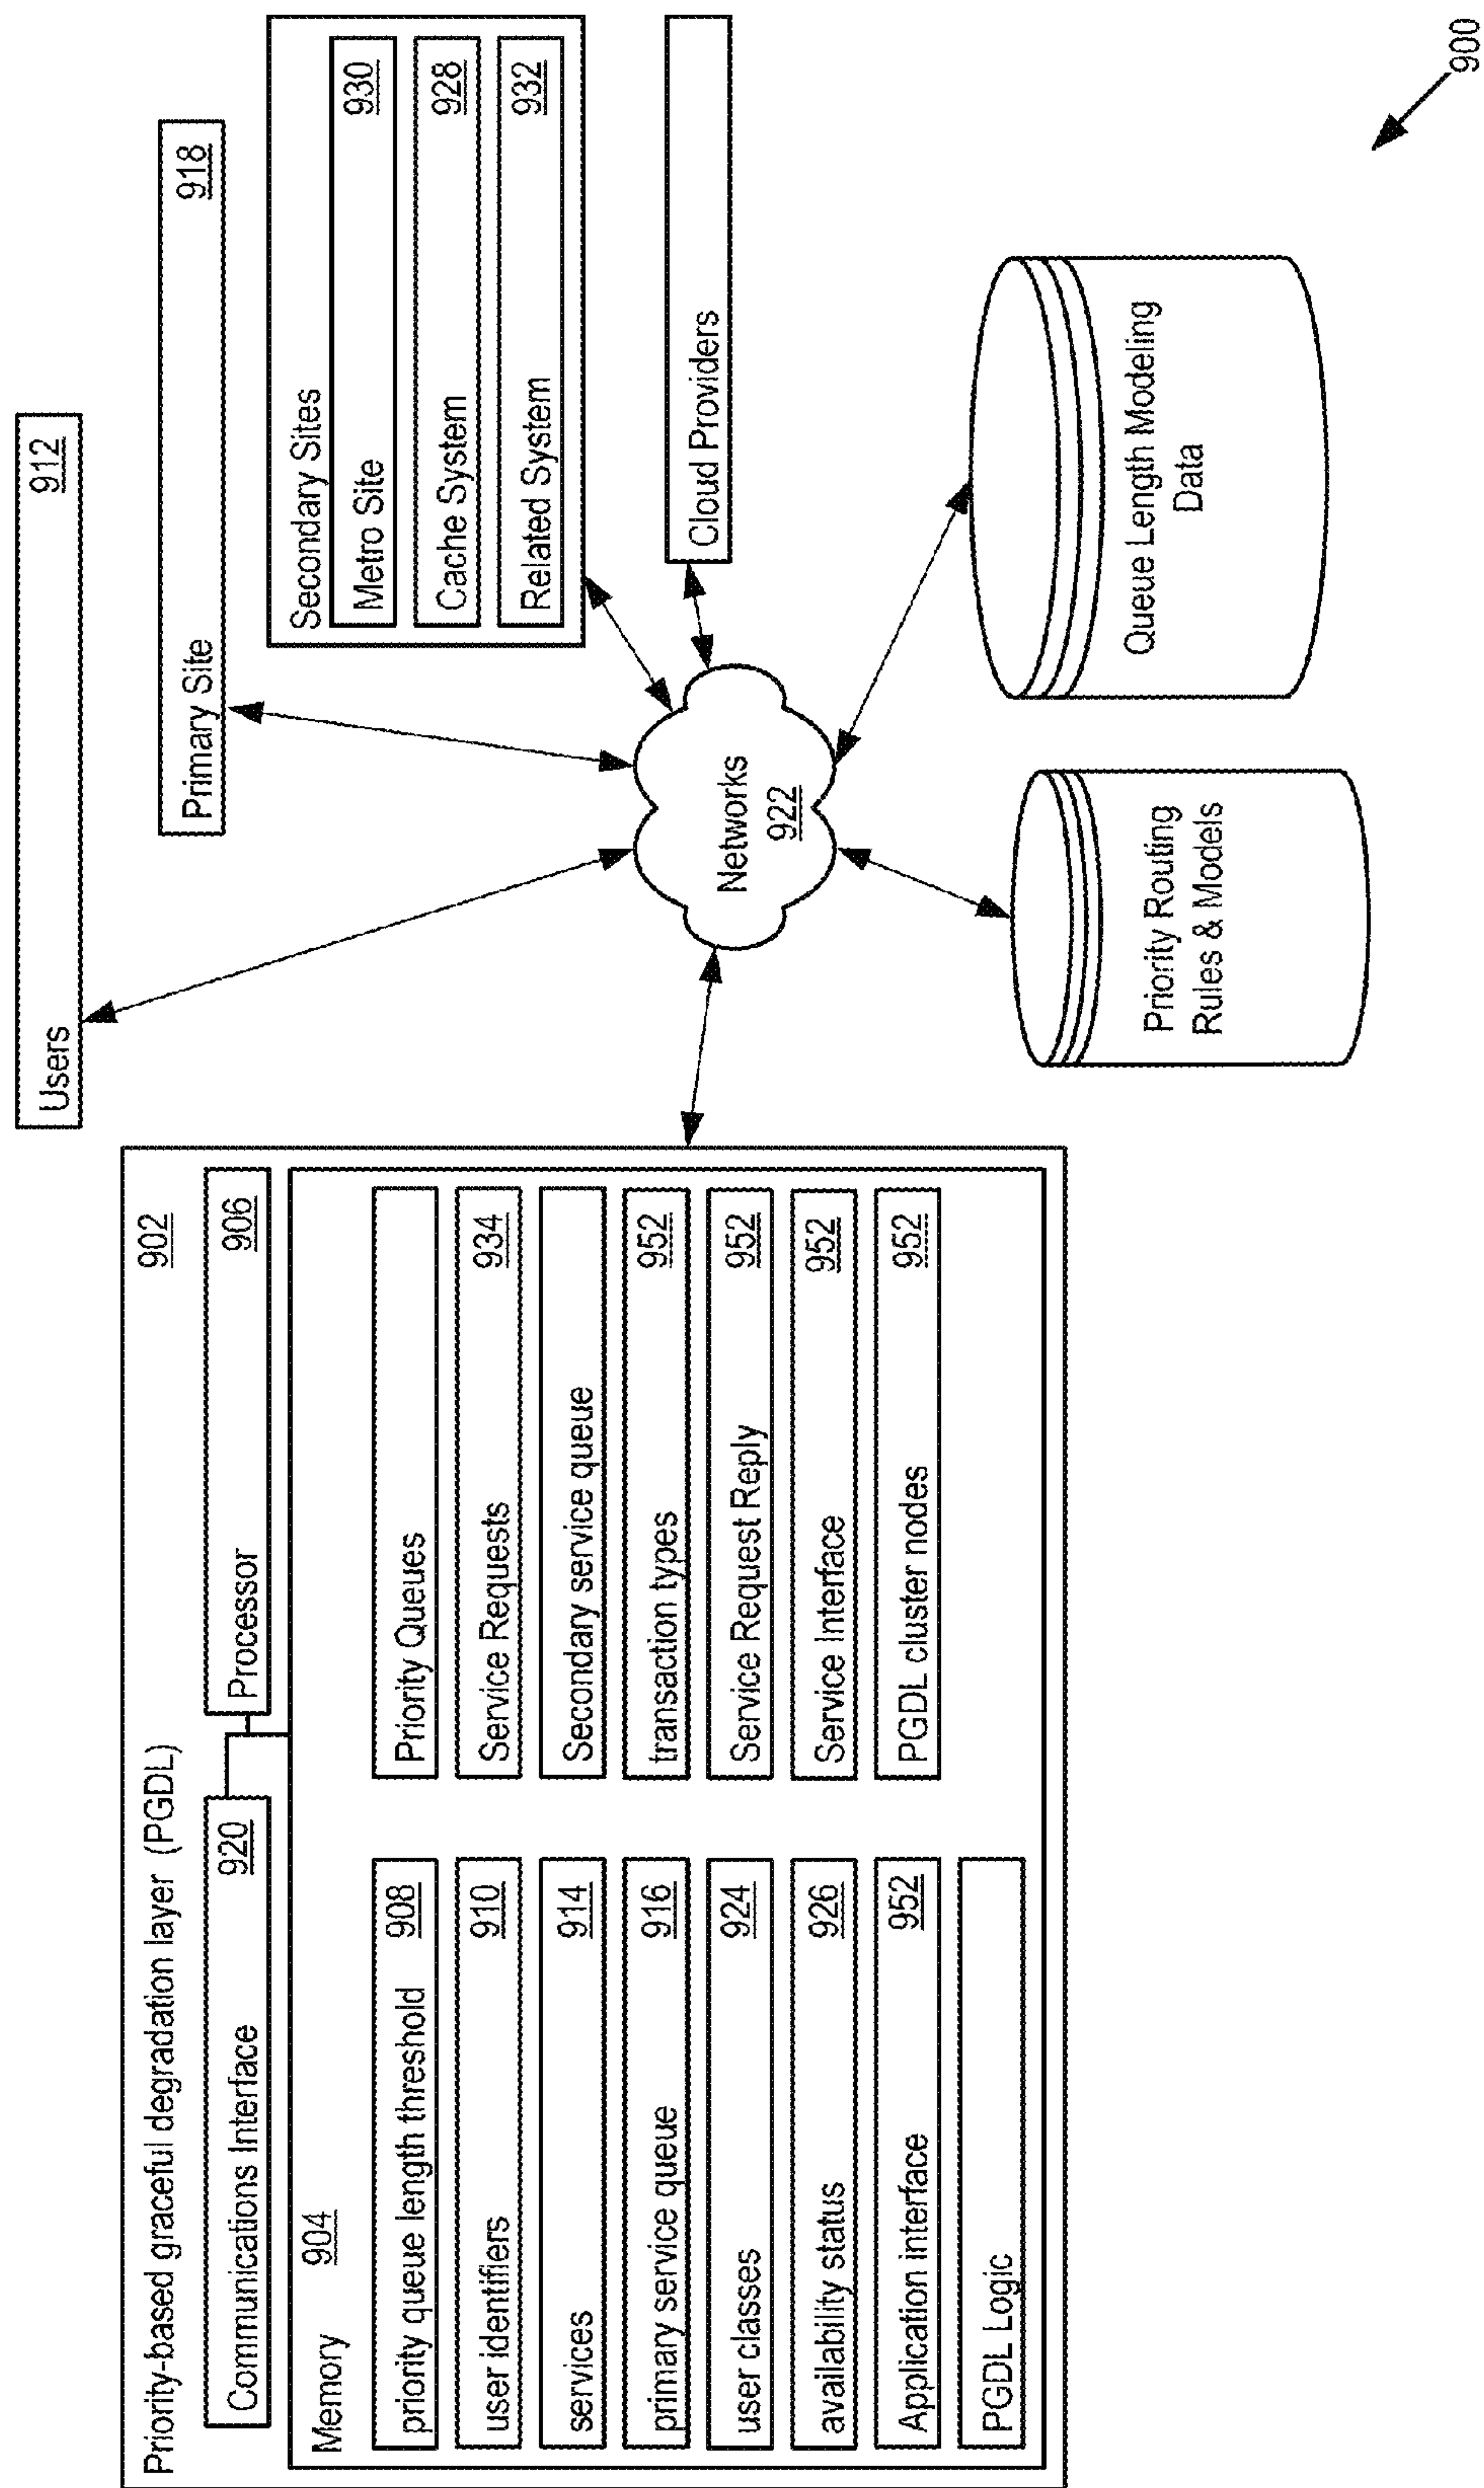 Priority-based graceful degradation layer (PGDL) 902
Communications Interface 920
Processor 906
Memory 904
priority queue length threshold 908
user identifiers 910
services 914
primary service queue 916
user classes 924
availability status 926
Application interface 952
PGDL Logic
Priority Queues
Service Requests 934
Secondary service queue
transaction types 952
Service Request Reply 952
Service Interface 952
PGDL cluster nodes 952
Users 912
Primary Site 918
Secondary Sites
Metro Site 930
Cache System 928
Related System 932
Cloud Providers
Networks
922
Priority Routing
Rules & Models
Queue Length Modeling
Data
900